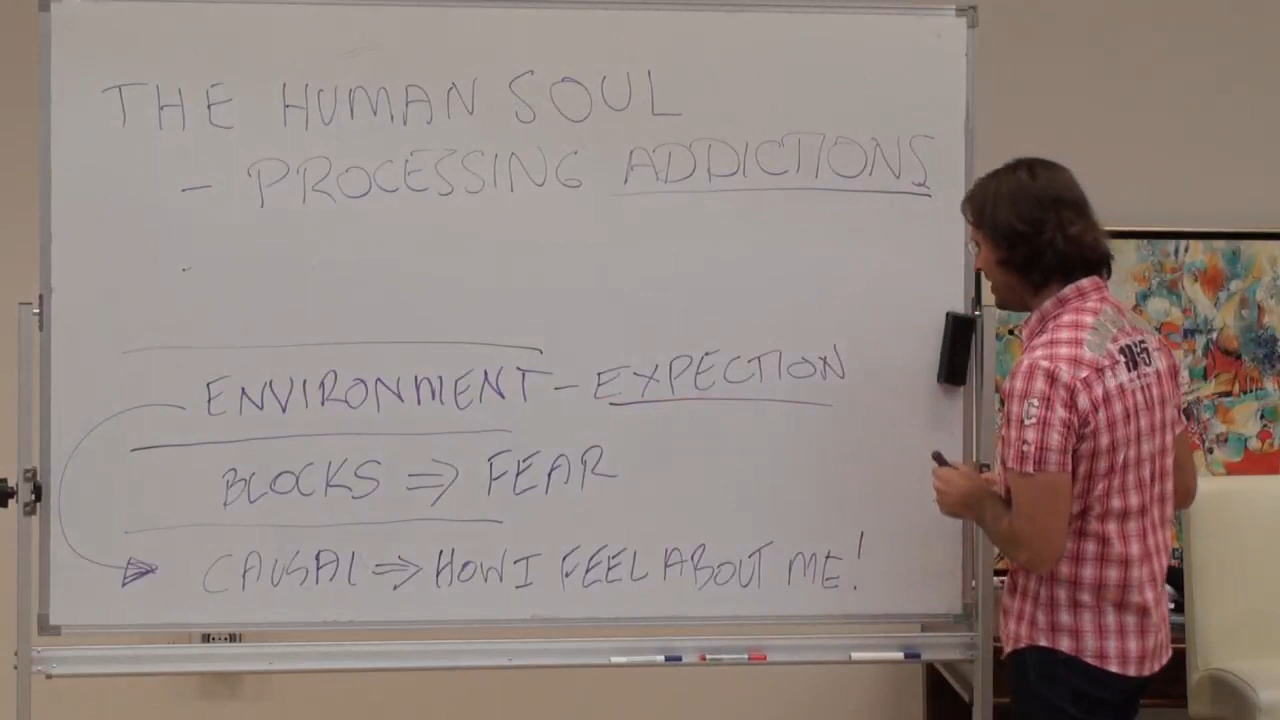 THE HUMAN SOUL
- PROCESSING ADDICTIONS
ENVIRONMENT - EXPECTION
BLOCKS ⇒ FEAR
CAUSAL ⇒ HOW I FEEL ABOUT ME!